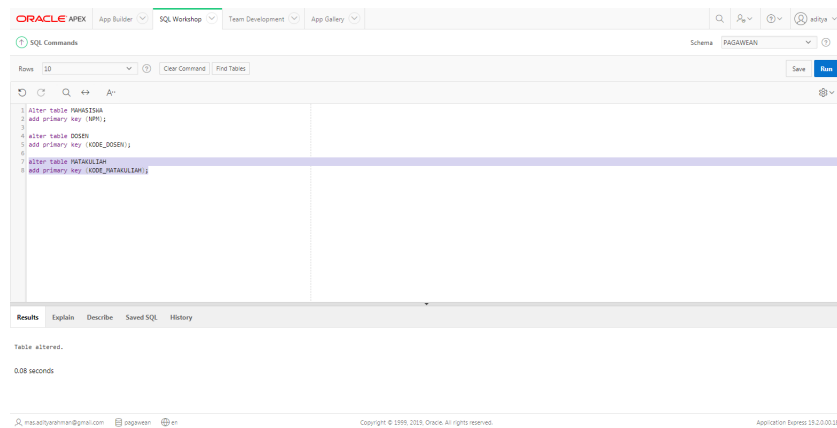 ORACLE APEX App Builder SQL Workshop Team Development App Gallery aditya
SQL Commands Schema PAGAWEAN
Rows 10 Clear Command Find Tables Save Run
A
1 Alter table MAHASISWA
2 add primary key (NPM);
3
4 alter table DOSEN
5 add primary key (KODE_DOSEN);
6
7 alter table MATAKULIAH
8 add primary key (KODE_MATAKULIAH);
Results Explain Describe Saved SQL History
Table altered.
0.08 seconds
mas.adityarahman@gmail.com pagawean en Copyright © 1999, 2019, Oracle. All rights reserved. Application Express 19.2.0.00.18